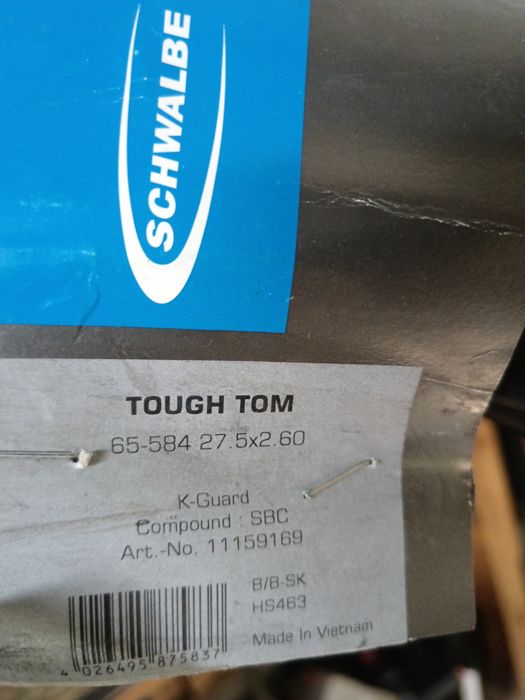 SCHWALBE
TOUGH TOM
65-584 27.5x2.60
K-Guard
Compound : SBC
Art.-No. 11159169
B/B-SK
HS463
Made In Vietnam
4 026495 875837